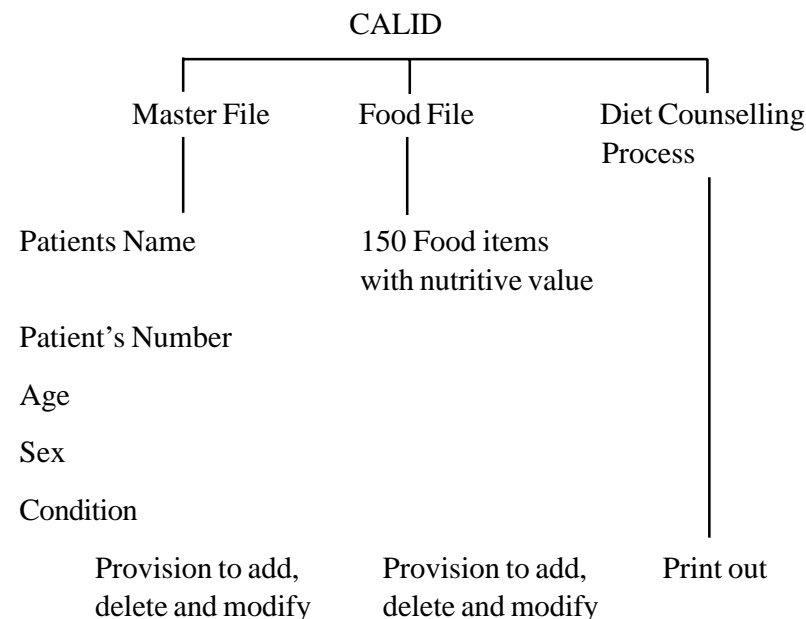 CALID
Master File Food File Diet Counselling
Process
Patients Name 150 Food items
with nutritive value
Patient’s Number
Age
Sex
Condition
Provision to add, Provision to add, Print out
delete and modify delete and modify